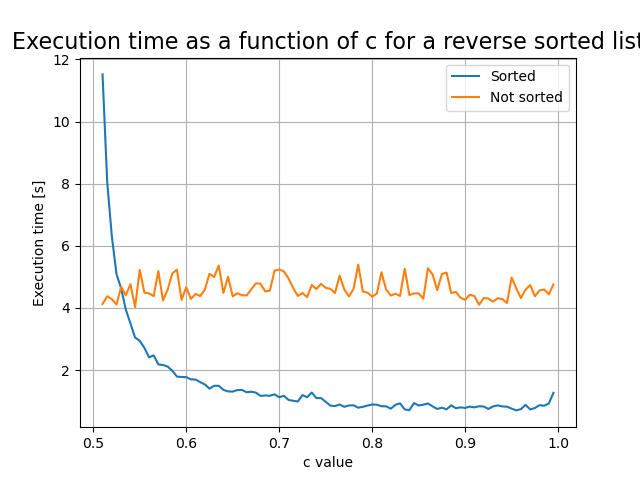 Execution time as a function of c for a reverse sorted list
12
10
8
6
4
2
Execution time [s]
Sorted
Not sorted
0.5 0.6 0.7 0.8 0.9 1.0
c value